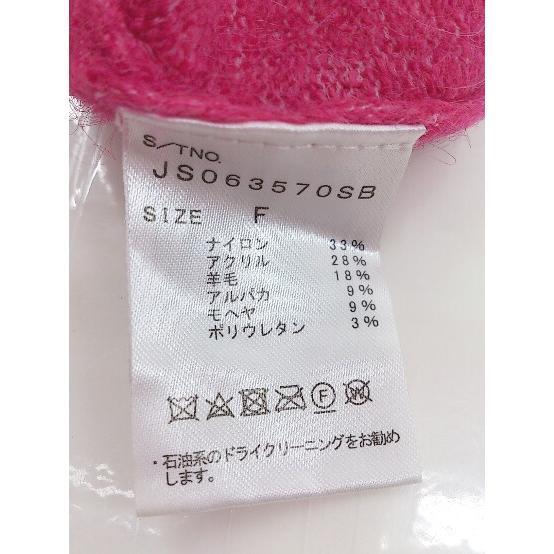 S/TNO.
JS063570SB
SIZE F
ナイロン 33%
アクリル 28%
羊毛 18%
アルパカ 9%
モヘヤ 9%
ポリウレタン 3%
F W
・石油系のドライクリーニングをお勧め
します。